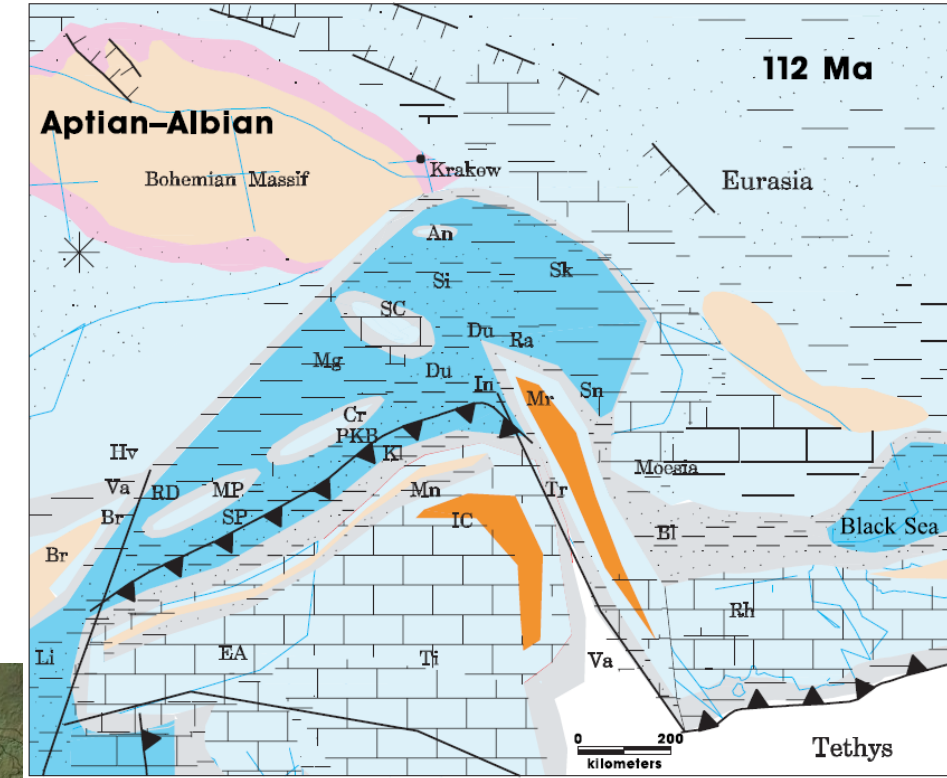 112 Ma
Aptian–Albian
Krakow
Bohemian Massif
Eurasia
An
Sk
Si
SC
Du
Ra
Mg
Du
In
Sn
Mr
Cr
PKB
Hv
Kl
Moesia
Va
RD
MP
Mn
Tr
Br
SP
IC
Black Sea
Bl
Br
Rh
Li
EA
Ti
Va
0 200
kilometers
Tethys